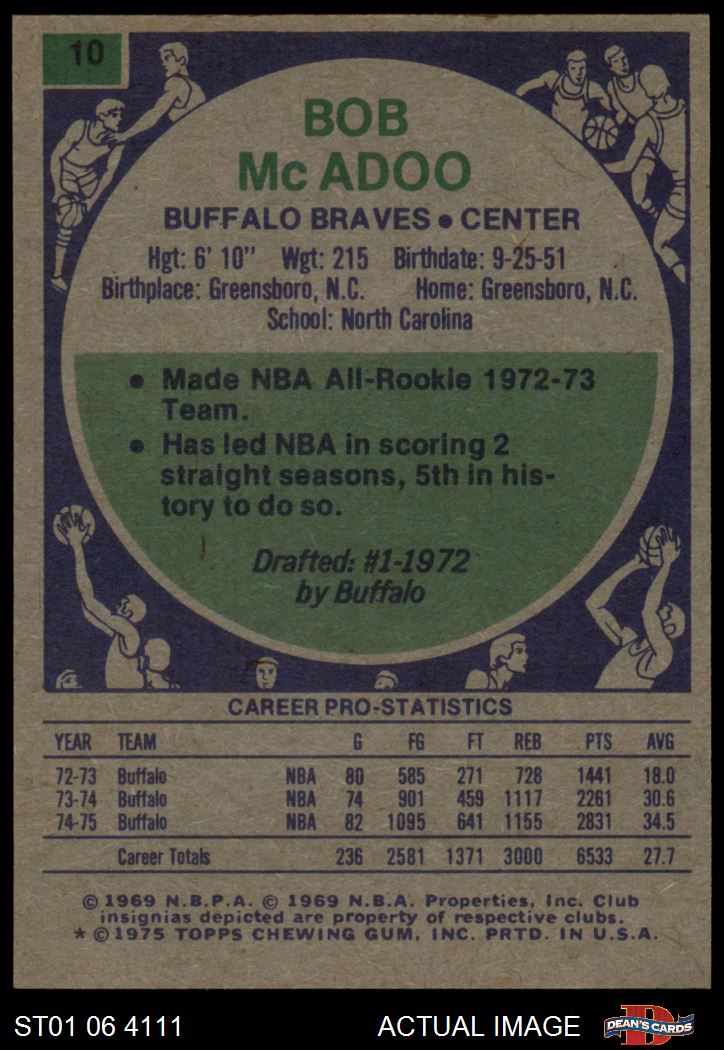 10
BOB
Mc ADOO
BUFFALO BRAVES • CENTER
Hgt: 6' 10" Wgt: 215 Birthdate: 9-25-51
Birthplace: Greensboro, N.C. Home: Greensboro, N.C.
School: North Carolina
• Made NBA All-Rookie 1972-73
Team.
• Has led NBA in scoring 2
straight seasons, 5th in his-
tory to do so.
Drafted: #1-1972
by Buffalo
CAREER PRO-STATISTICS
YEAR TEAM G FG FT REB PTS AVG
72-73 Buffalo NBA 80 585 271 728 1441 18.0
73-74 Buffalo NBA 74 901 459 1117 2261 30.6
74-75 Buffalo NBA 82 1095 641 1155 2831 34.5
Career Totals 236 2581 1371 3000 6533 27.7
© 1969 N.B.P.A. © 1969 N.B.A. Properties, Inc. Club
insignias depicted are property of respective clubs.
* © 1975 TOPPS CHEWING GUM, INC. PRTD. IN U.S.A.
ST01 06 4111 ACTUAL IMAGE D DEAN'S CARDS